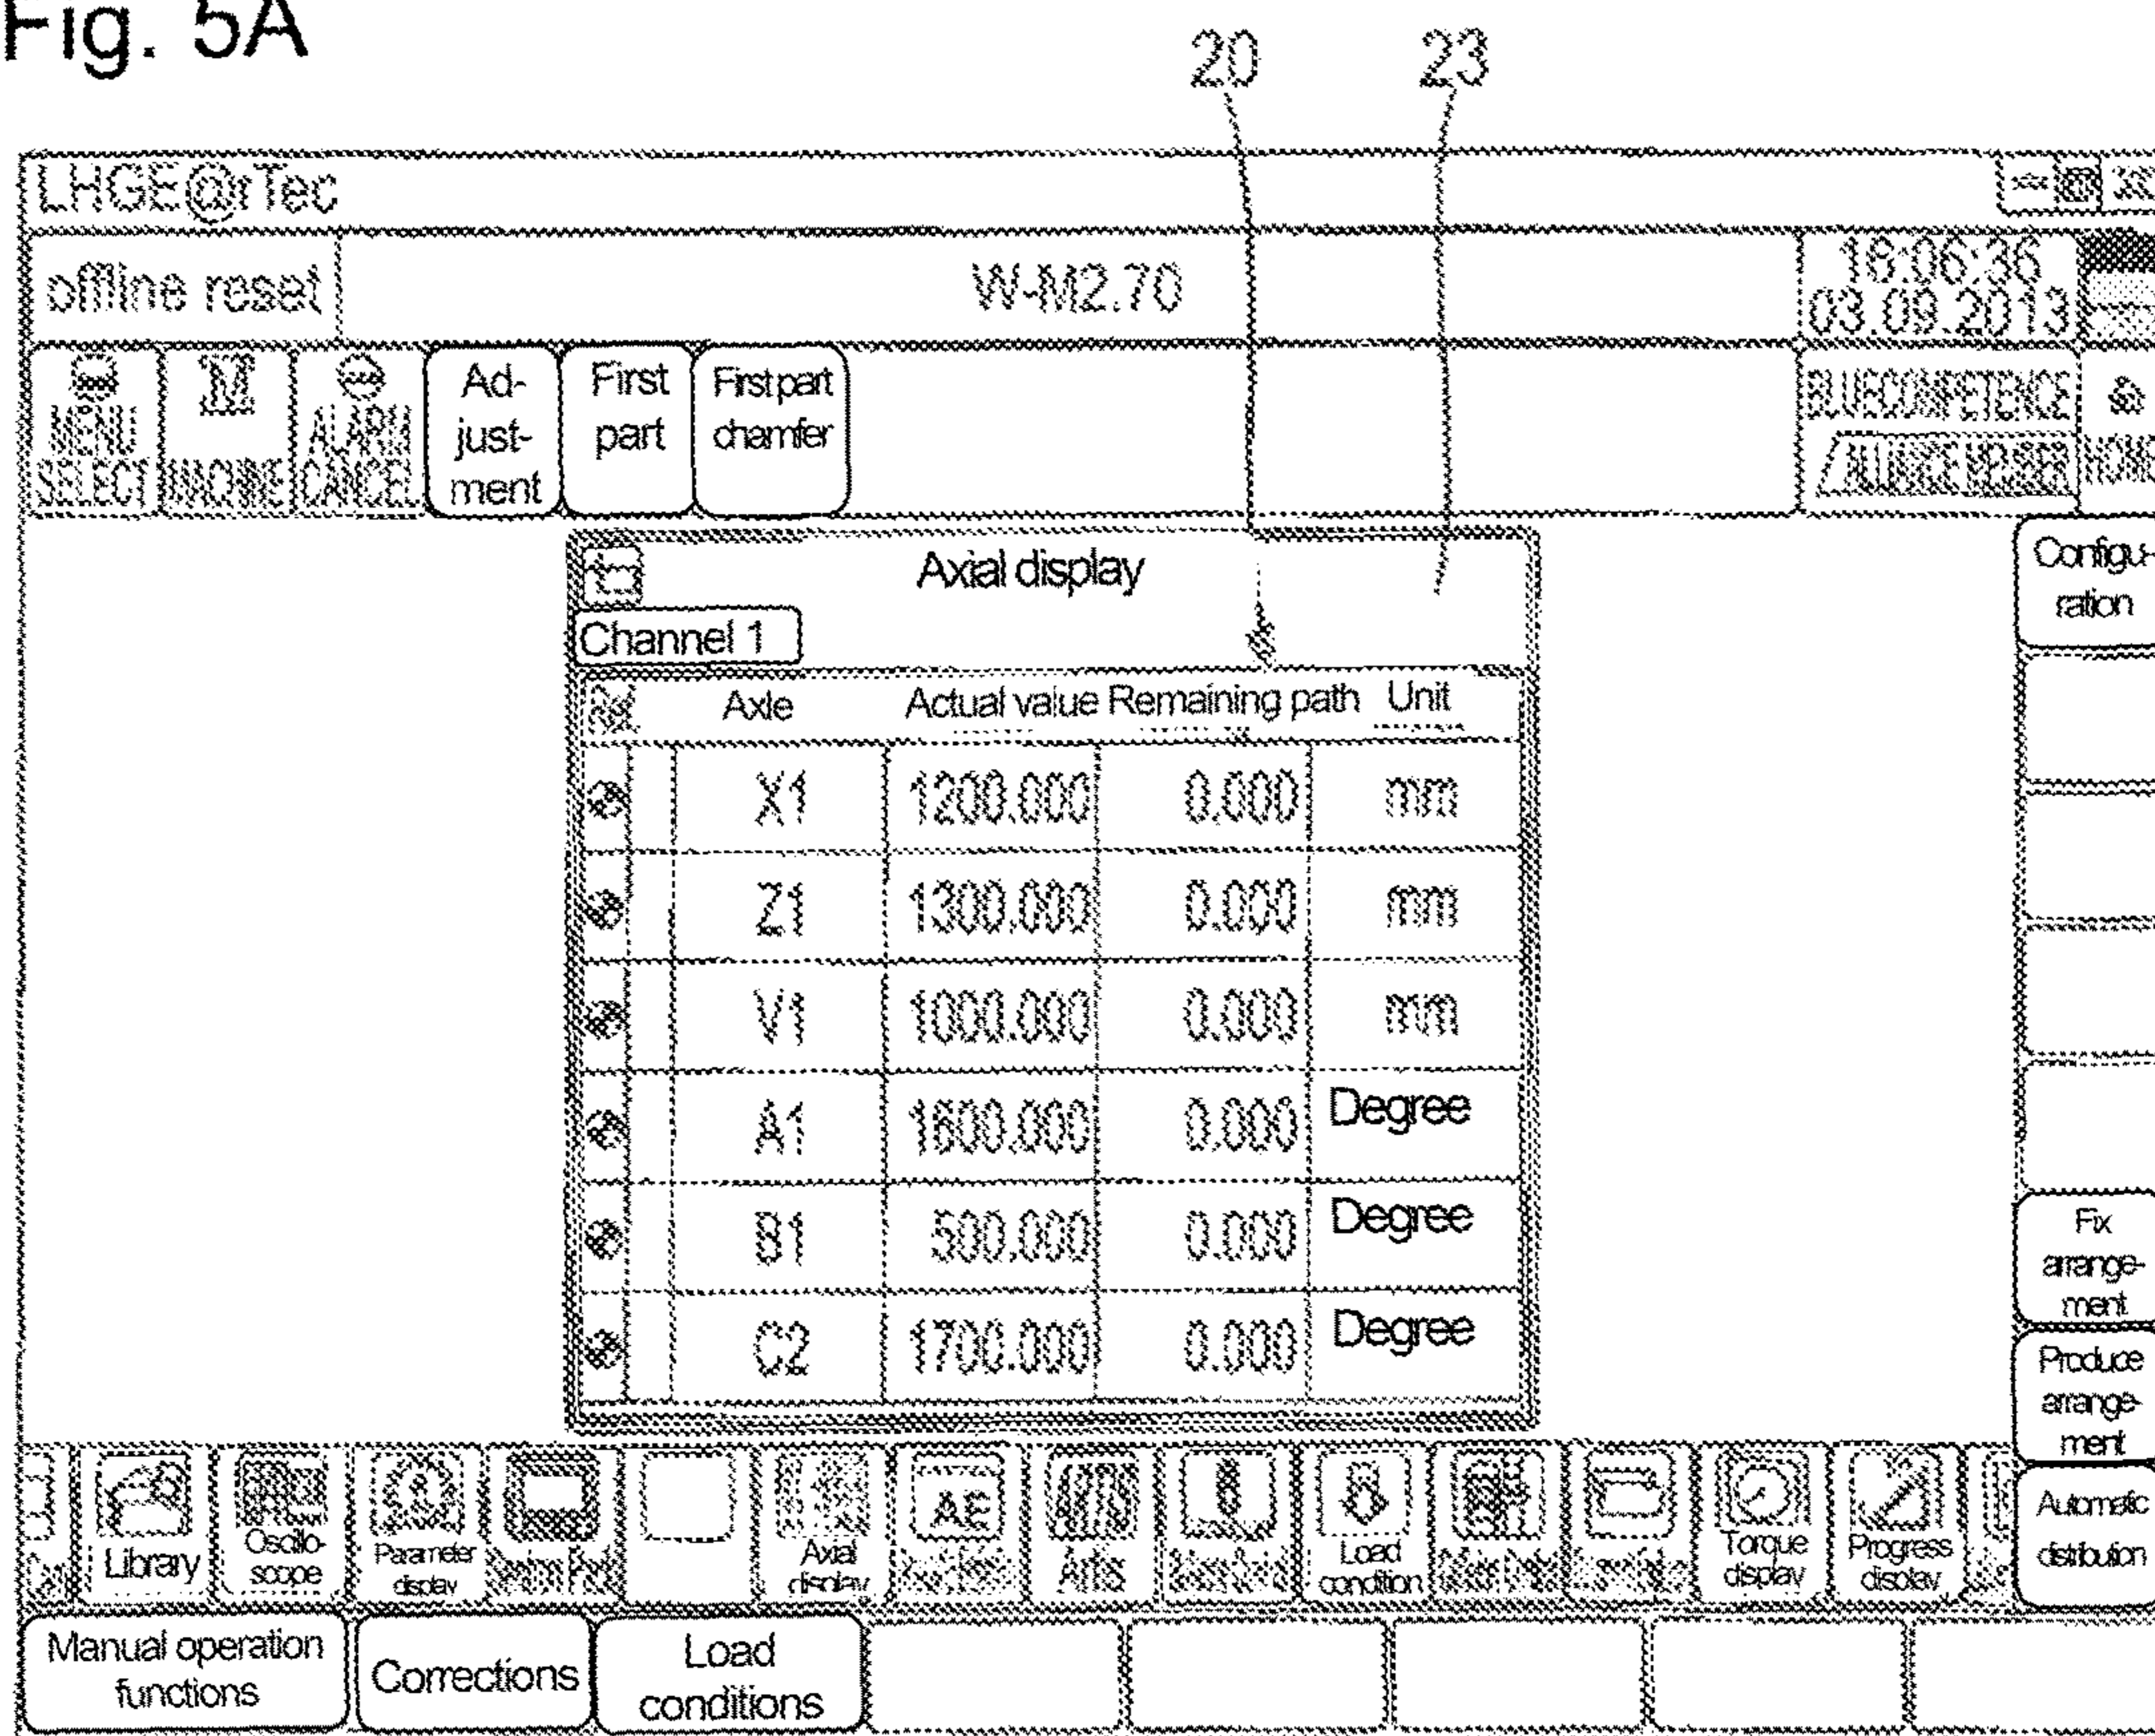 Fig. 5A
20 23
LHGE@rTec
offline reset
W-M2.70
16:06:36
03.09.2013
MENU
SELECT
M
MACHINE
ALARM
CANCEL
Ad-
just-
ment
First
part
First part
chamfer
BLUECOMPETENCE
ALLIANCE MEMBER
HOME
Axial display
Channel 1
Axle Actual value Remaining path Unit
X1 1200.000 0.000 mm
Z1 1300.000 0.000 mm
V1 1000.000 0.000 mm
A1 1600.000 0.000 Degree
B1 500.000 0.000 Degree
C2 1700.000 0.000 Degree
Configu-
ration
Fix
arrange-
ment
Produce
arrange-
ment
Automatic
distribution
Library
Oscillo-
scope
Parameter
display
Axial
display
AE
Load
condition
Torque
display
Progress
display
Manual operation
functions
Corrections
Load
conditions